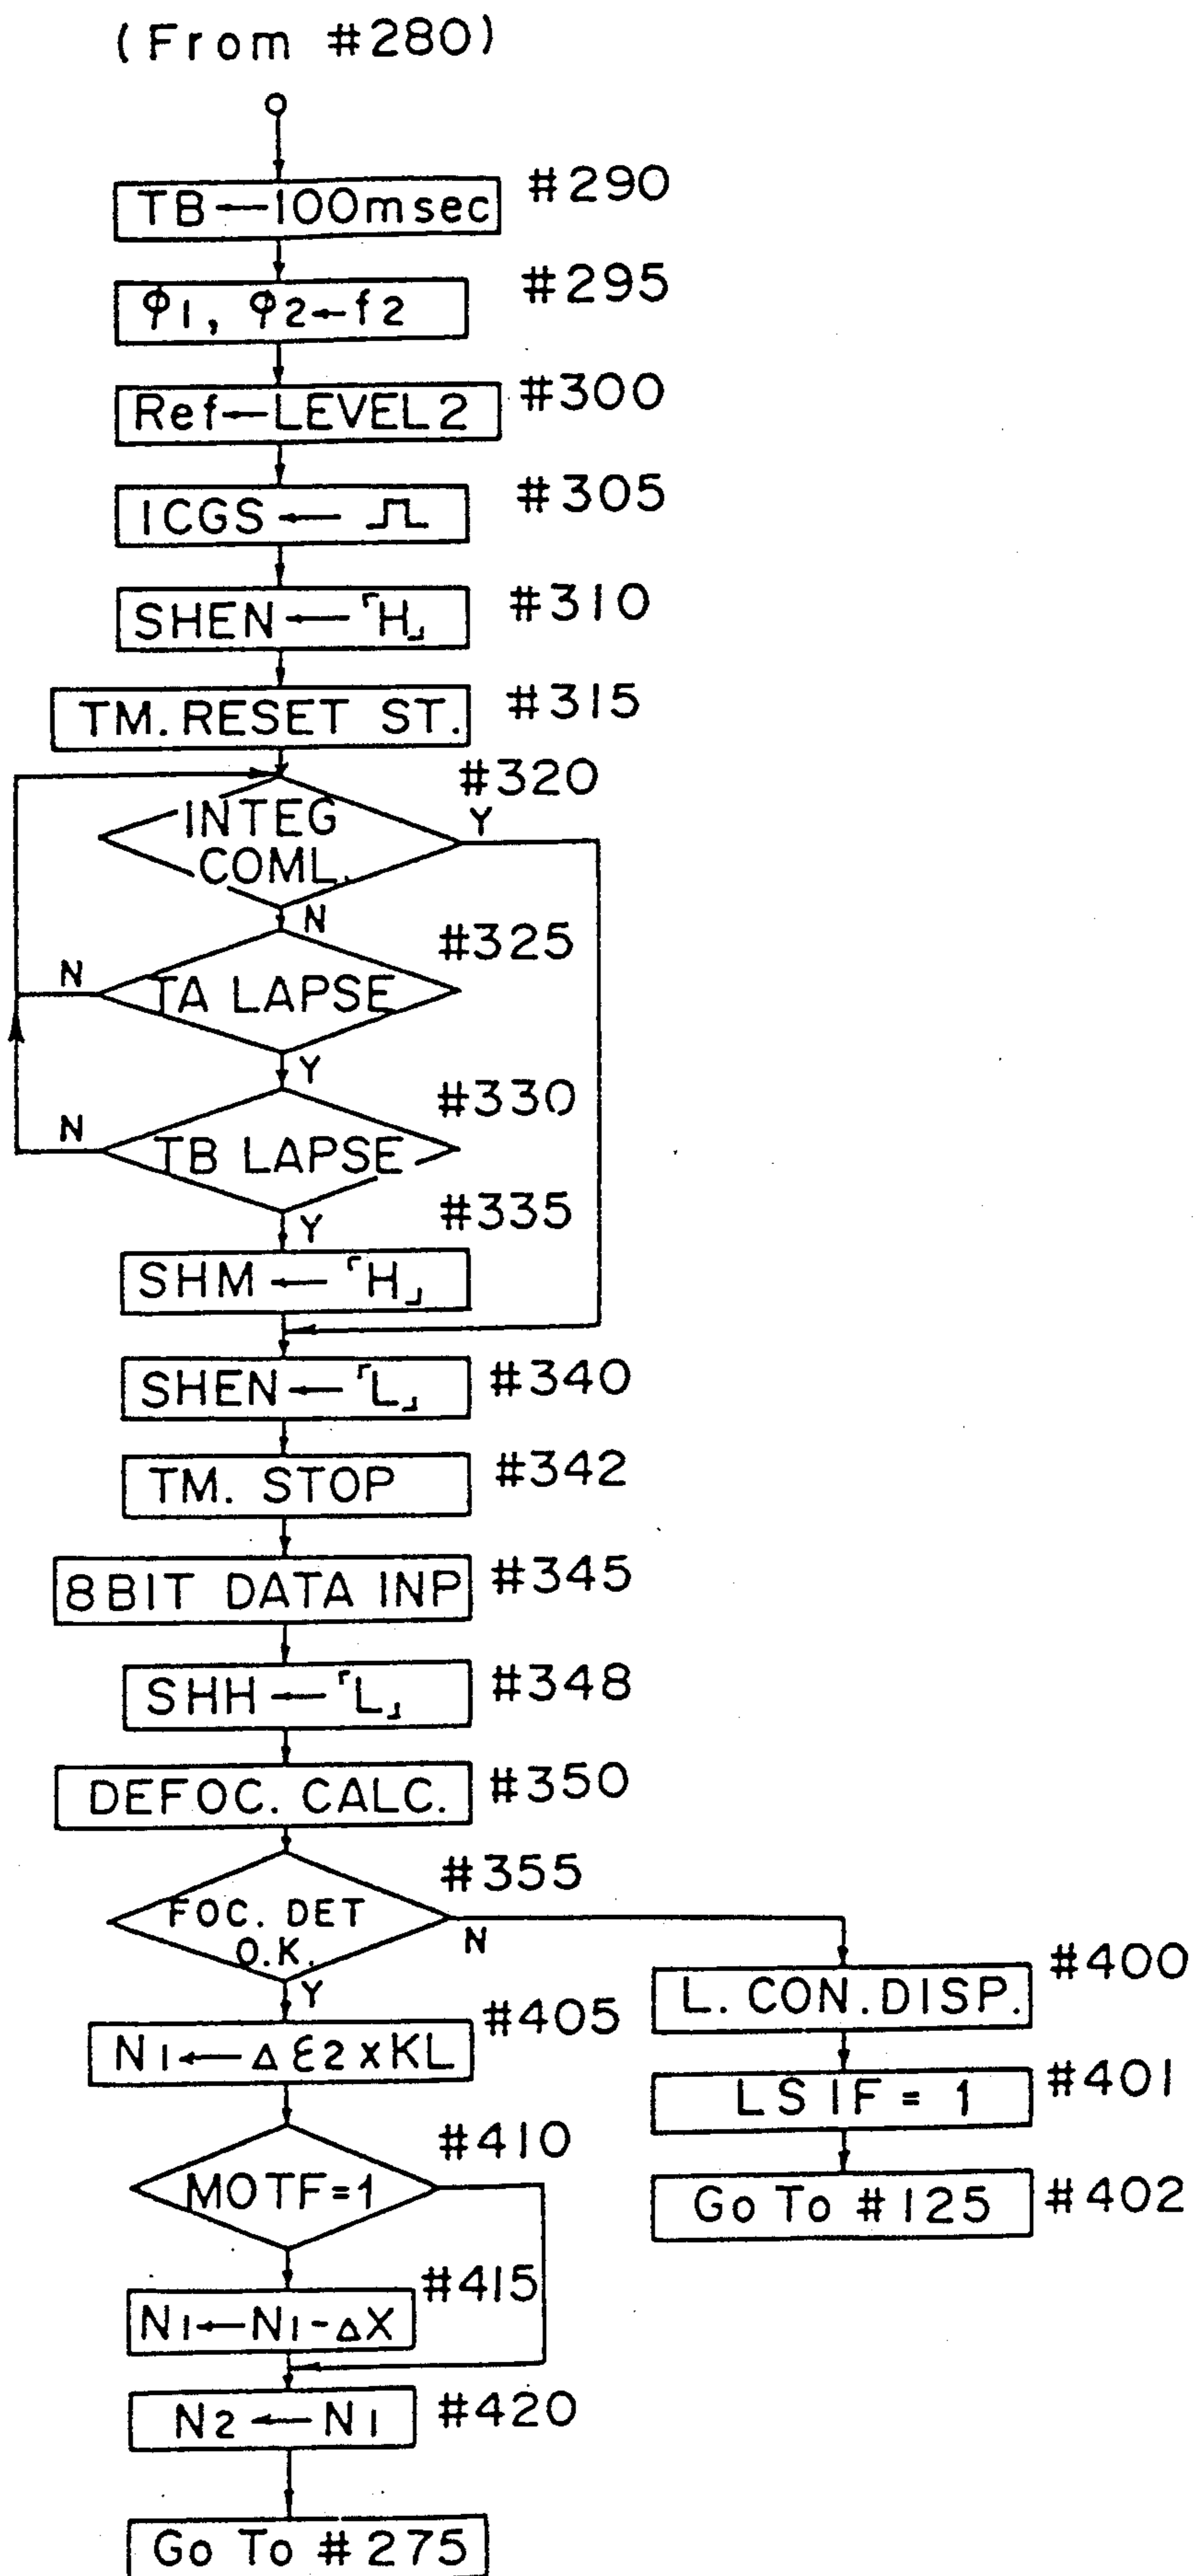 (From #280)
TB←100msec #290
φ1, φ2←f2 #295
Ref←LEVEL2 #300
ICGS← #305
SHEN←「H」 #310
TM.RESET ST. #315
#320
INTEG
COML.
Y
N
#325
TA LAPSE
N
Y
#330
TB LAPSE
N
Y
#335
SHM←「H」
SHEN←「L」 #340
TM. STOP #342
8BIT DATA INP #345
SHH←「L」 #348
DEFOC. CALC. #350
#355
FOC. DET
O.K.
N
Y
L. CON.DISP. #400
N1←Δε2xKL #405
LSIF = 1 #401
#410
MOTF=1
Go To #125 #402
N1←N1-ΔX #415
N2←N1 #420
Go To #275